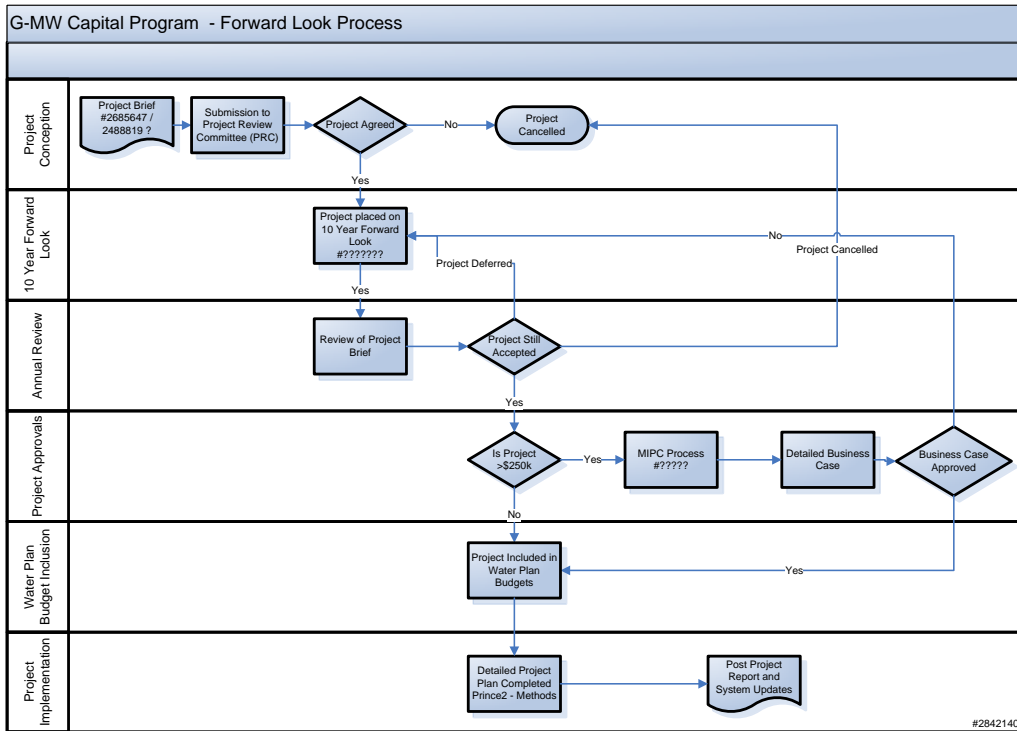 G-MW Capital Program - Forward Look Process
Project
Conception
Project Brief
#2685647 /
2488819 ?
Submission to
Project Review
Committee (PRC)
Project Agreed
No
Project
Cancelled
Yes
10 Year Forward
Look
Project placed on
10 Year Forward
Look
#???????
No
Project Cancelled
Project Deferred
Yes
Annual Review
Review of Project
Brief
Project Still
Accepted
Yes
Project Approvals
Is Project
>$250k
Yes
MIPC Process
#?????
Detailed Business
Case
Business Case
Approved
No
Water Plan
Budget Inclusion
Project Included in
Water Plan
Budgets
Yes
Project
Implementation
Detailed Project
Plan Completed
Prince2 - Methods
Post Project
Report and
System Updates
#2842140